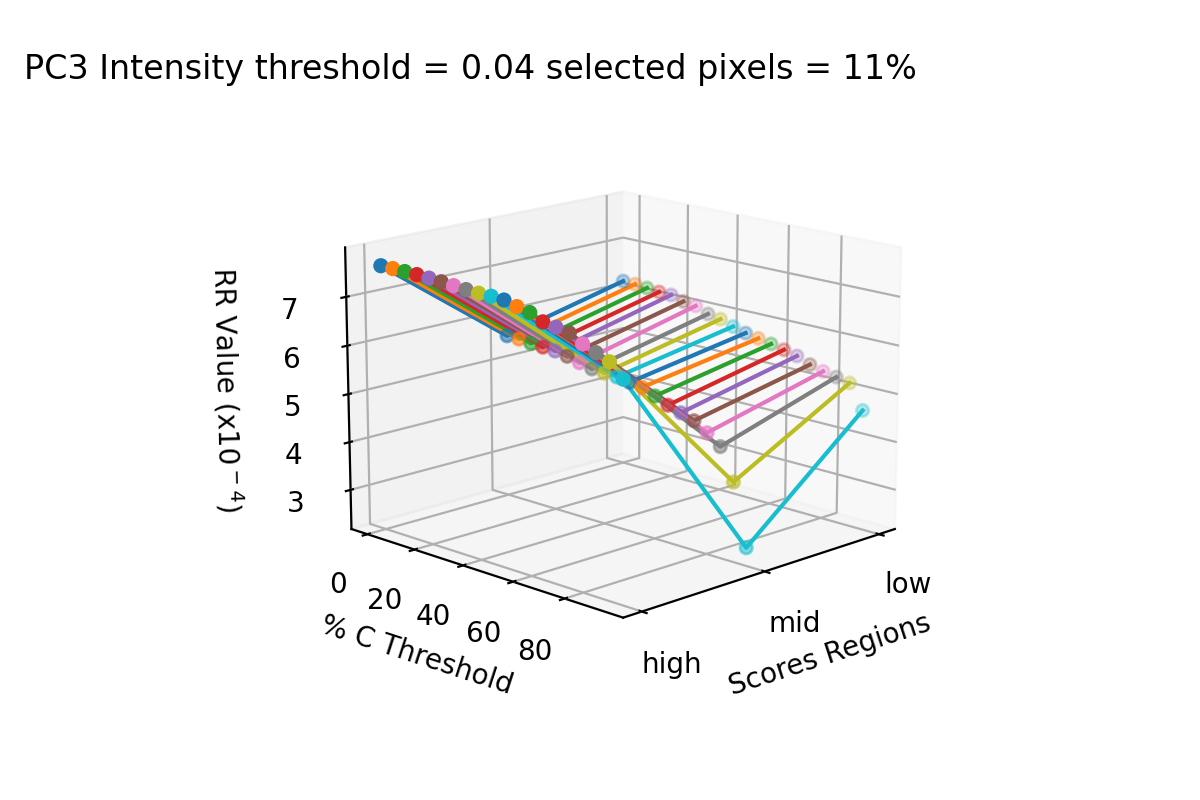 PC3 Intensity threshold = 0.04 selected pixels = 11%
RR Value (x10⁻⁴)
7
6
5
4
3
0
20
40
60
80
% C Threshold
high
mid
low
Scores Regions